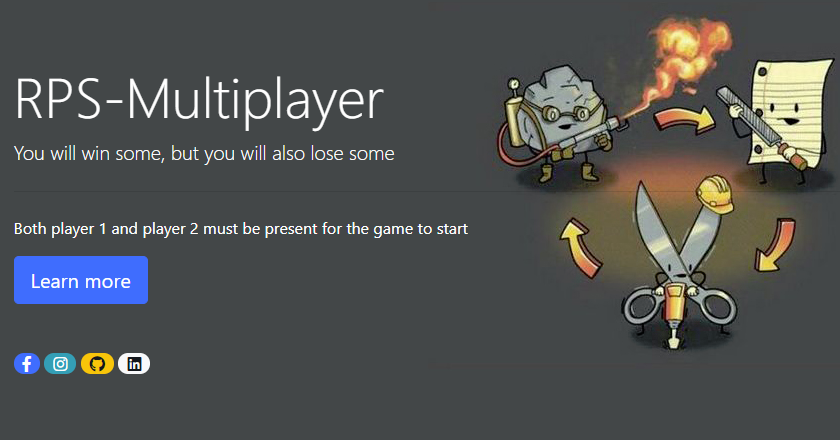 RPS-Multiplayer
You will win some, but you will also lose some
Both player 1 and player 2 must be present for the game to start
Learn more